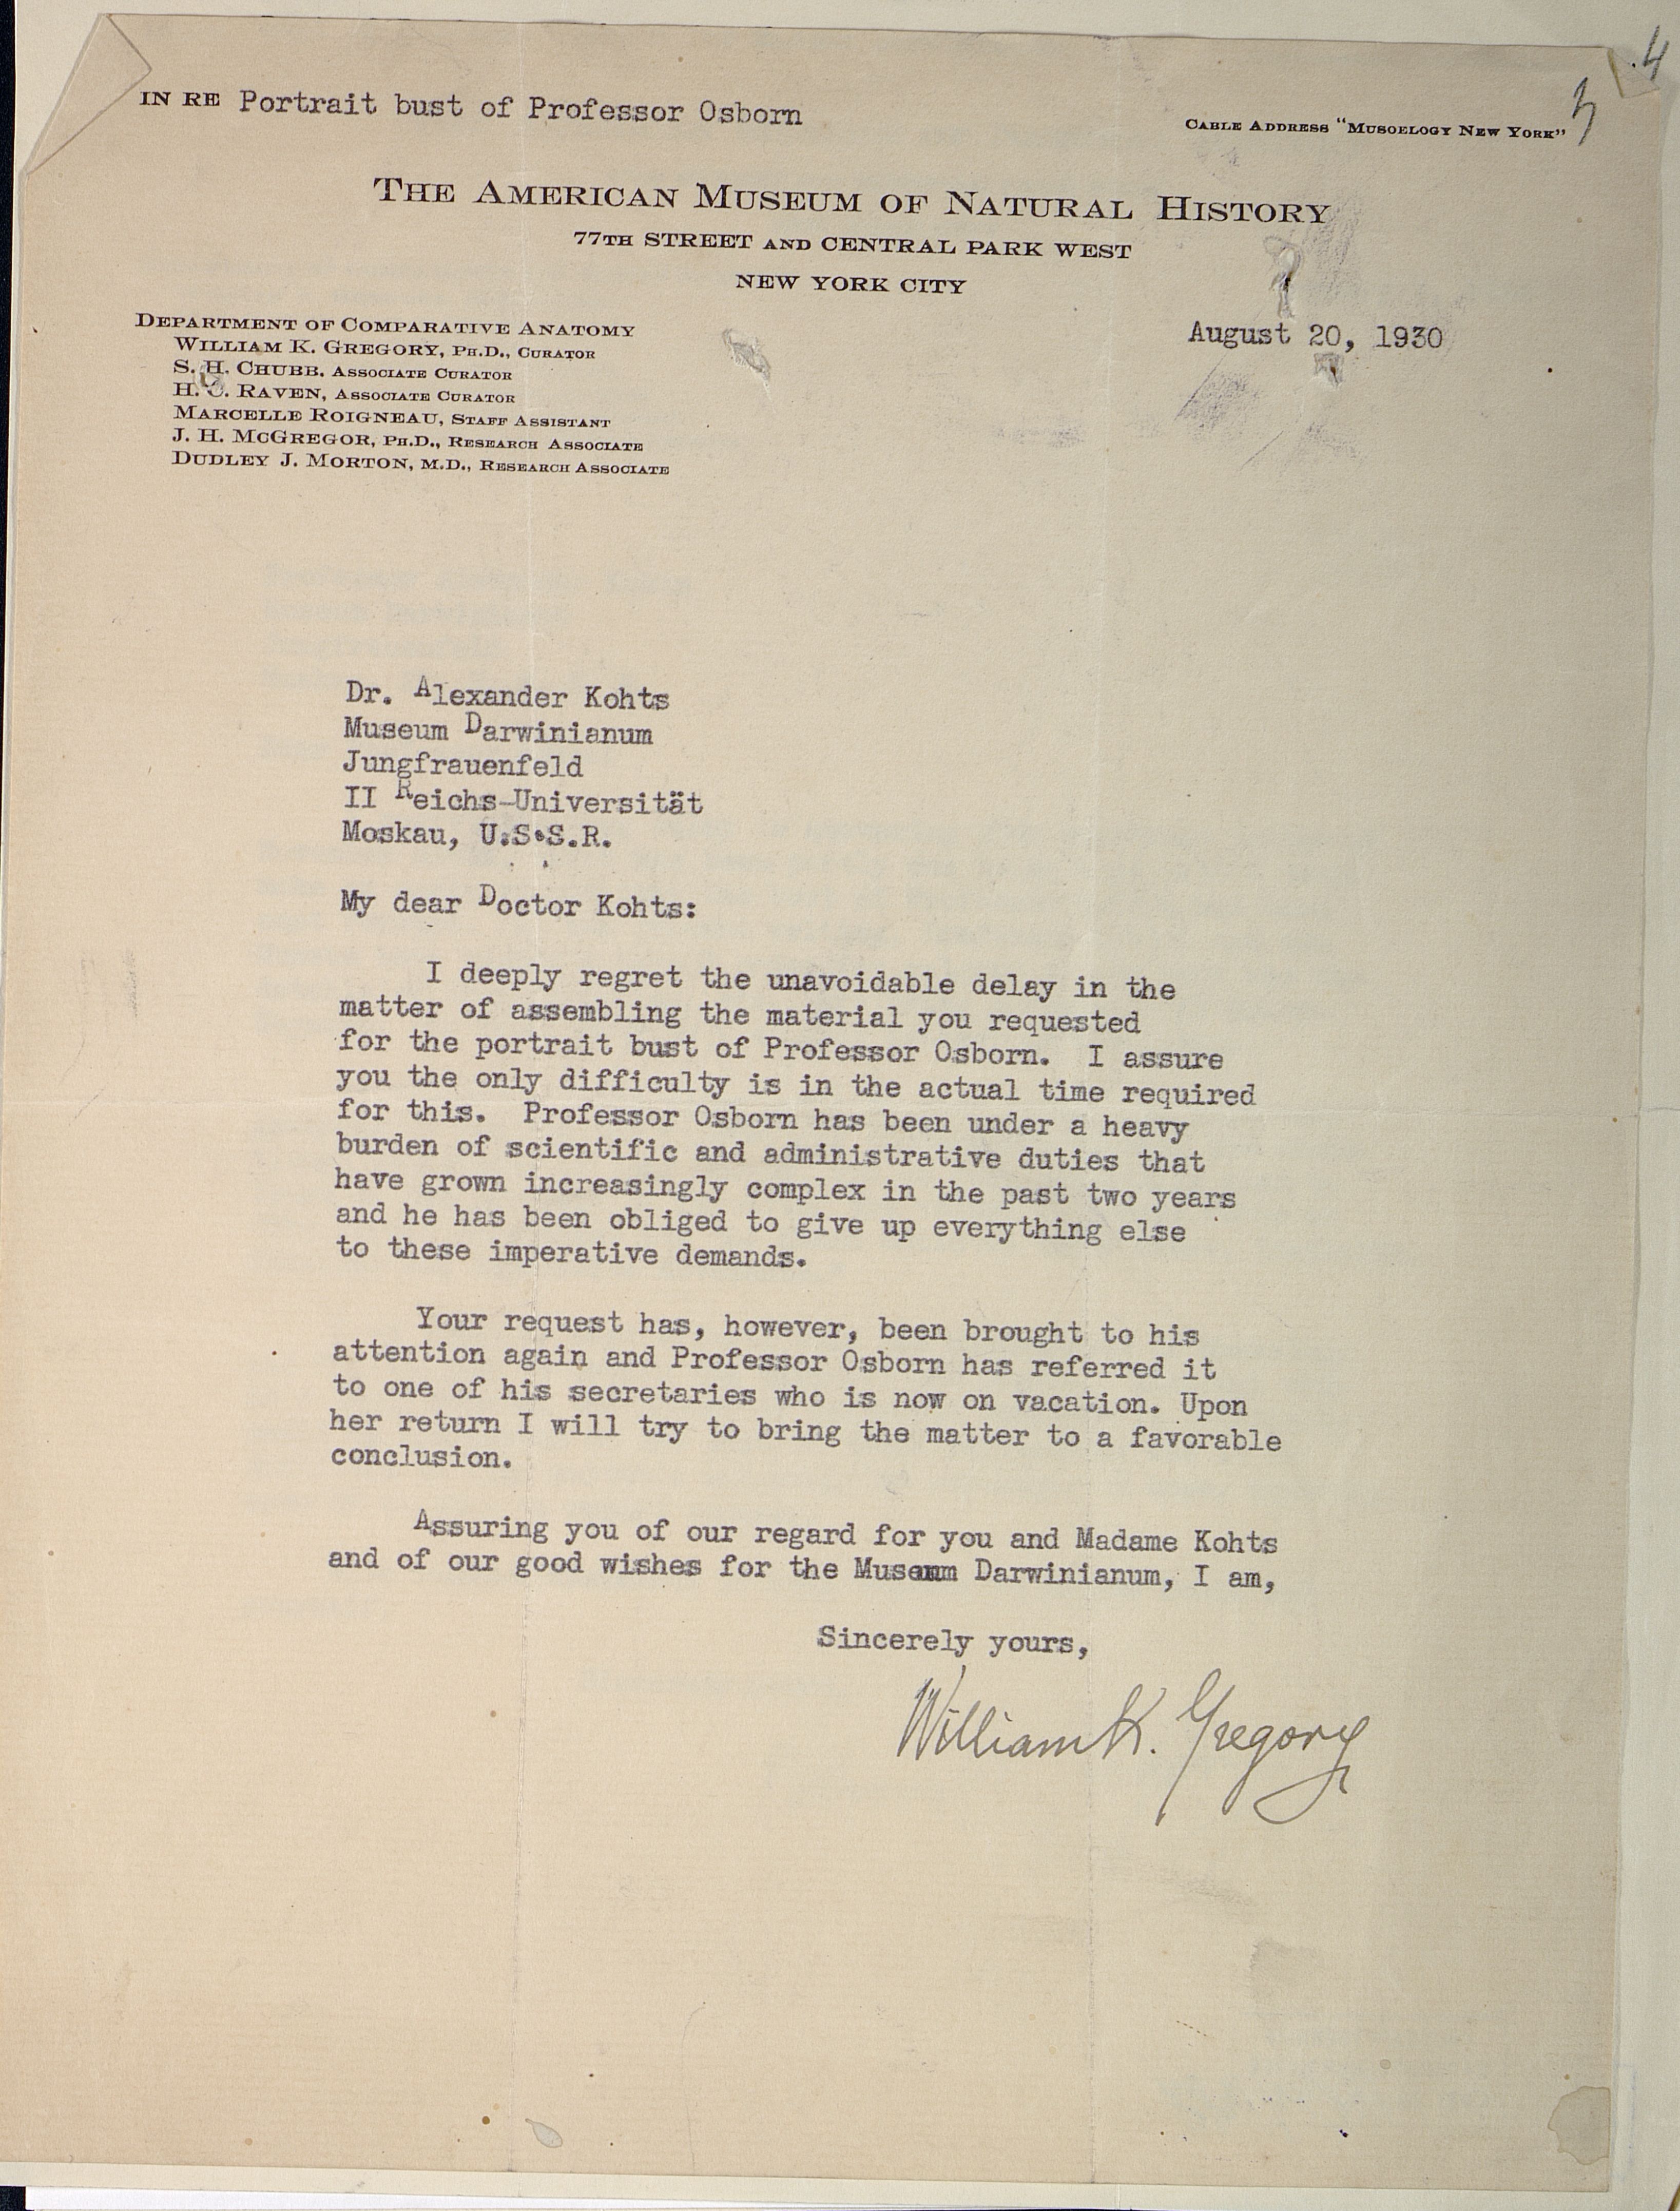 .4
3
IN RE Portrait bust of Professor Osborn
CABLE ADDRESS "MUSOELOGY NEW YORK"
THE AMERICAN MUSEUM OF NATURAL HISTORY
77TH STREET AND CENTRAL PARK WEST
NEW YORK CITY
August 20, 1930
DEPARTMENT OF COMPARATIVE ANATOMY
WILLIAM K. GREGORY, PH.D., CURATOR
S. H. CHUBB, ASSOCIATE CURATOR
H. C. RAVEN, ASSOCIATE CURATOR
MARCELLE ROIGNEAU, STAFF ASSISTANT
J. H. MCGREGOR, PH.D., RESEARCH ASSOCIATE
DUDLEY J. MORTON, M.D., RESEARCH ASSOCIATE
Dr. Alexander Kohts
Museum Darwinianum
Jungfrauenfeld
II Reichs-Universität
Moskau, U.S.S.R.
My dear Doctor Kohts:
I deeply regret the unavoidable delay in the
matter of assembling the material you requested
for the portrait bust of Professor Osborn. I assure
you the only difficulty is in the actual time required
for this. Professor Osborn has been under a heavy
burden of scientific and administrative duties that
have grown increasingly complex in the past two years
and he has been obliged to give up everything else
to these imperative demands.
Your request has, however, been brought to his
attention again and Professor Osborn has referred it
to one of his secretaries who is now on vacation. Upon
her return I will try to bring the matter to a favorable
conclusion.
Assuring you of our regard for you and Madame Kohts
and of our good wishes for the Museum Darwinianum, I am,
Sincerely yours,
William K. Gregory